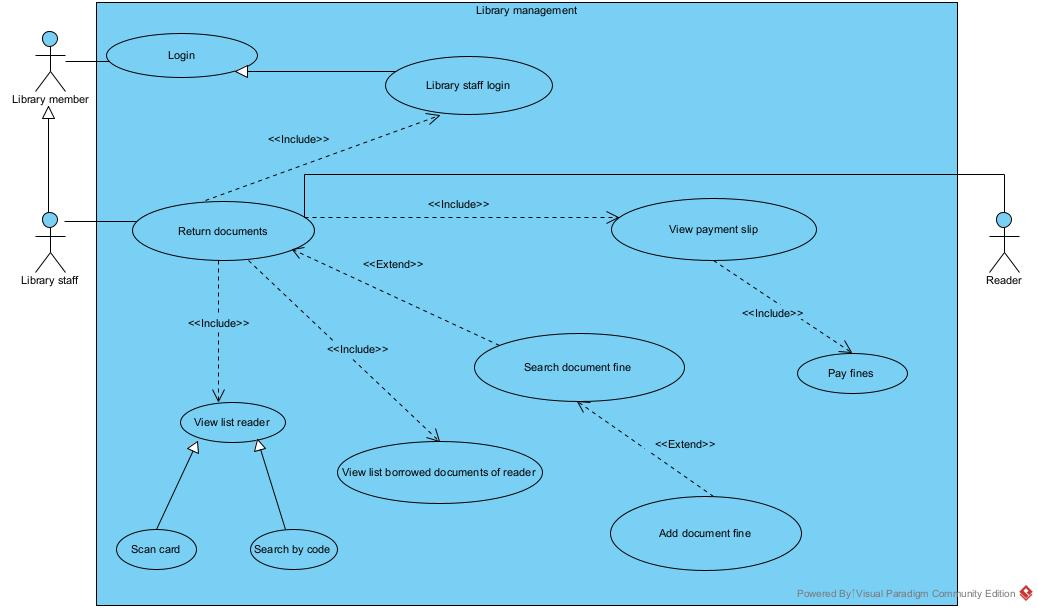 Library management
Login
Library staff login
Library member
<<Include>>
<<Include>>
Return documents
View payment slip
<<Extend>>
Library staff
Reader
<<Include>>
<<Include>>
<<Include>>
Search document fine
Pay fines
View list reader
<<Extend>>
View list borrowed documents of reader
Add document fine
Scan card
Search by code
Powered By Visual Paradigm Community Edition